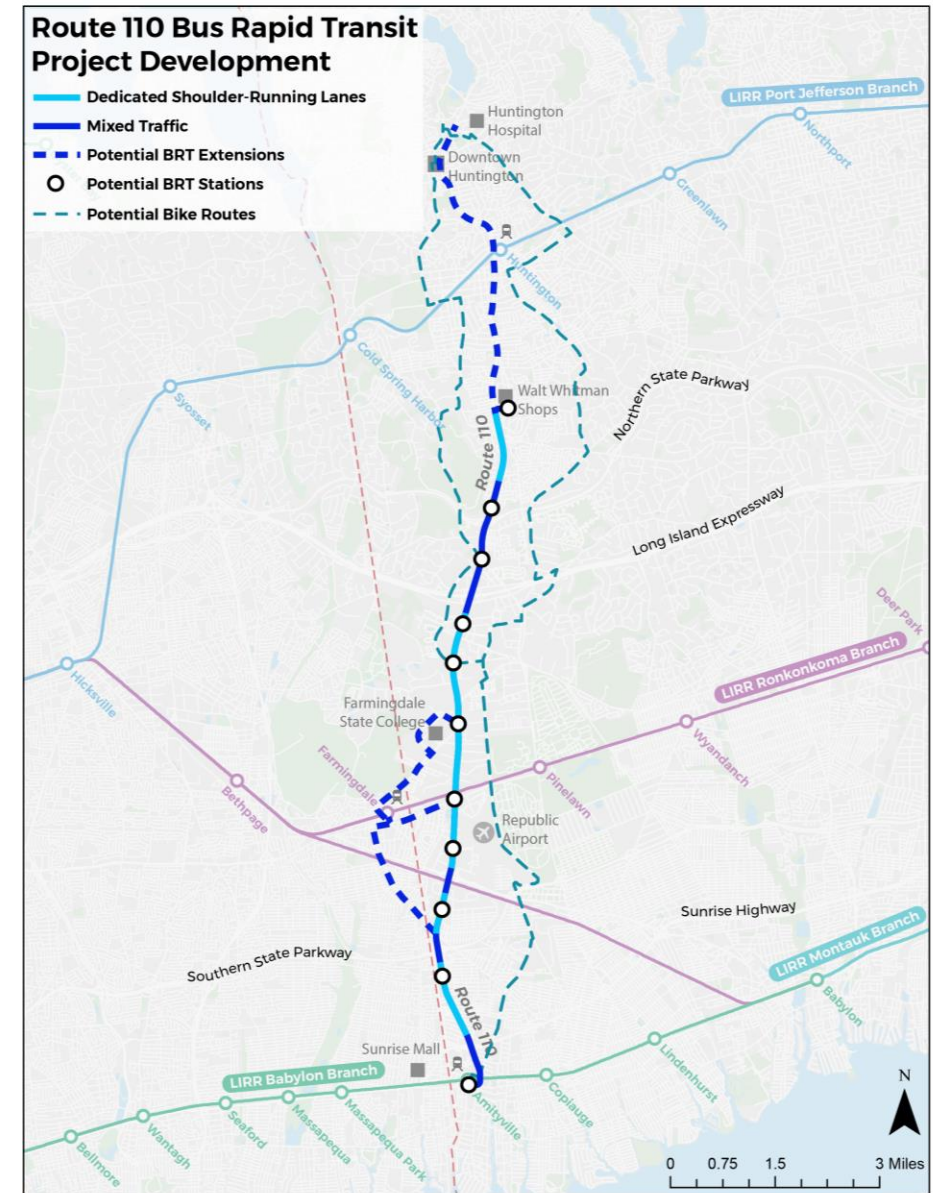 Route 110 Bus Rapid Transit
Project Development
Dedicated Shoulder-Running Lanes
Mixed Traffic
Potential BRT Extensions
Potential BRT Stations
Potential Bike Routes
LIRR Port Jefferson Branch
Northport
Huntington
Hospital
Downtown
Huntington
Greenlawn
Huntington
Cold Spring Harbor
Syosset
Walt Whitman
Shops
Northern State Parkway
Route 110
Long Island Expressway
Deer Park
LIRR Ronkonkoma Branch
Hicksville
Farmingdale
State College
Wyandanch
Farmingdale
Pinelawn
Bethpage
Republic
Airport
Sunrise Highway
Southern State Parkway
LIRR Montauk Branch
Babylon
Route 110
Sunrise Mall
LIRR Babylon Branch
Amityville
Copiauge
Lindenhurst
Massapequa Park
Massapequa
Seaford
Wantagh
Bellmore
N
0 0.75 1.5 3 Miles